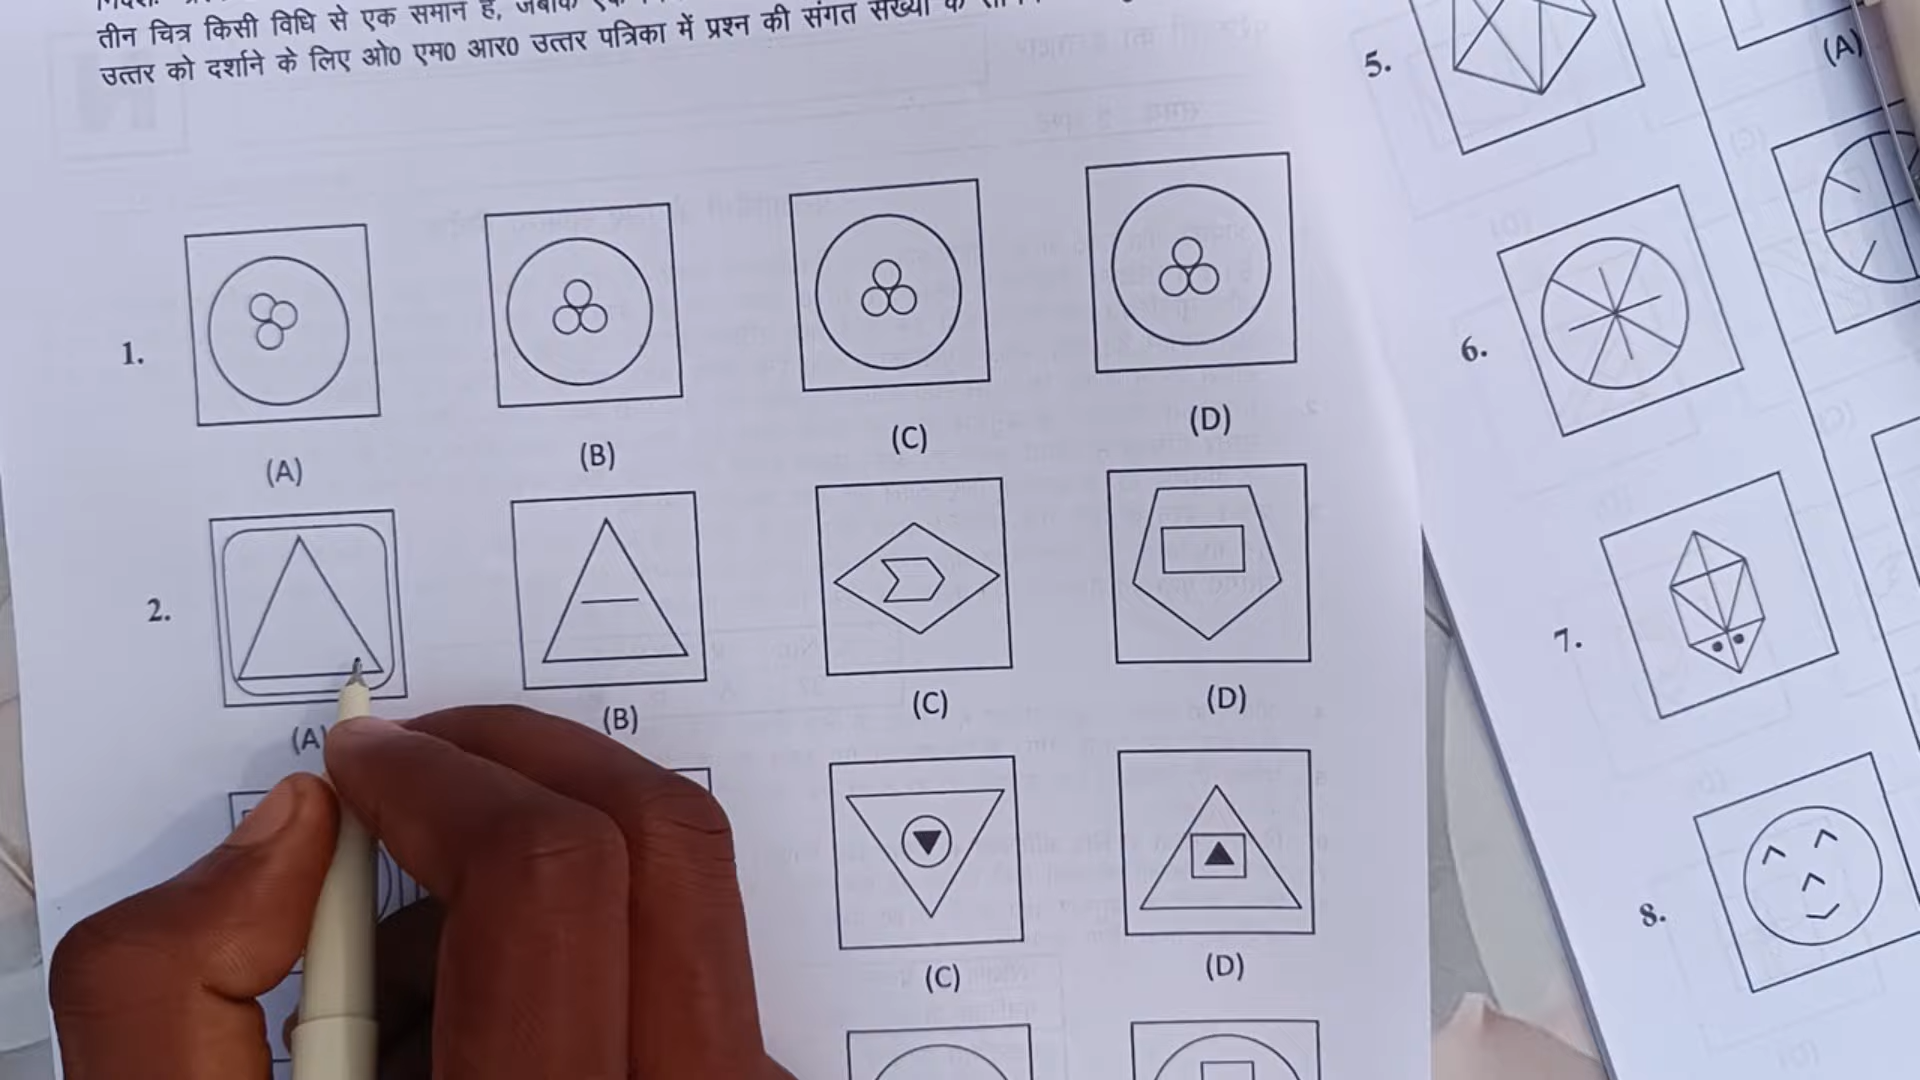 तीन चित्र किसी विधि से एक समान हैं, जबकि
उत्तर को दर्शाने के लिए ओ0 एम0 आर0 उत्तर पत्रिका में प्रश्न की संगत संख्या के
1.
(A)
(B)
(C)
(D)
2.
(A)
(B)
(C)
(D)
(C)
(D)
5.
6.
7.
8.
(A)